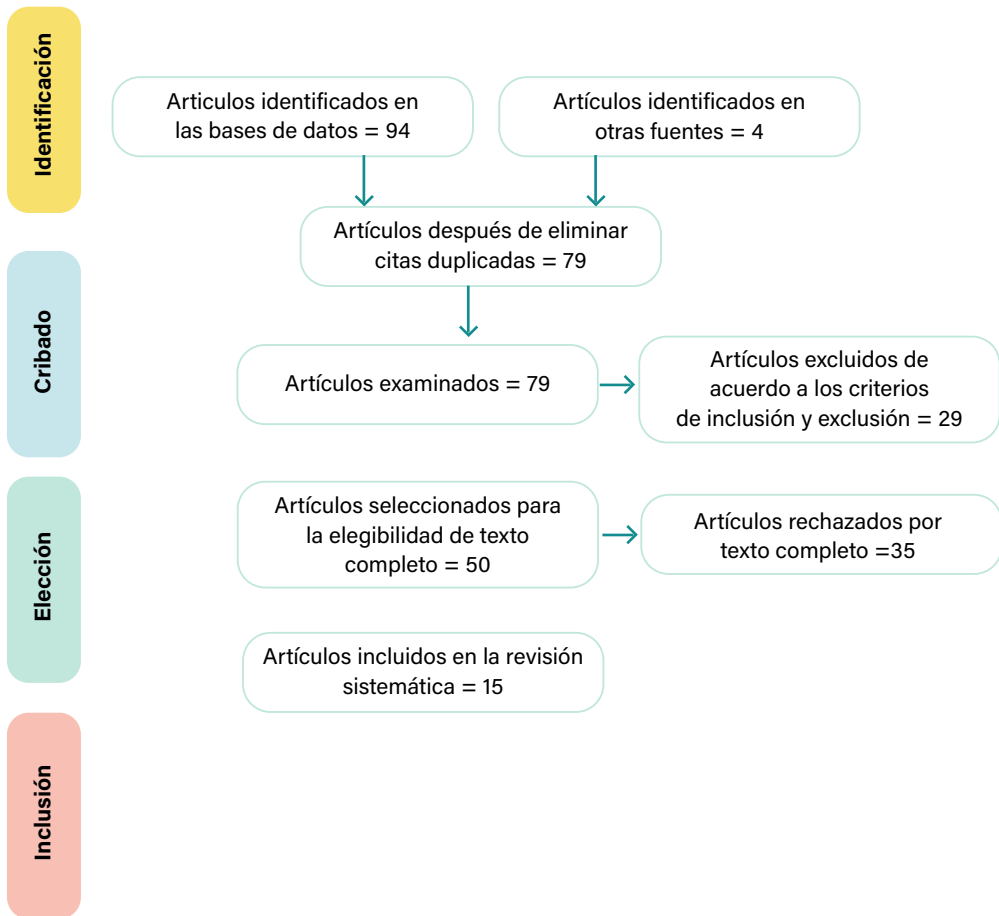 Identificación
Articulos identificados en
las bases de datos = 94
Artículos identificados en
otras fuentes = 4
Artículos después de eliminar
citas duplicadas = 79
Cribado
Artículos examinados = 79
Artículos excluidos de
acuerdo a los criterios
de inclusión y exclusión = 29
Elección
Artículos seleccionados para
la elegibilidad de texto
completo = 50
Artículos rechazados por
texto completo =35
Artículos incluidos en la revisión
sistemática = 15
Inclusión